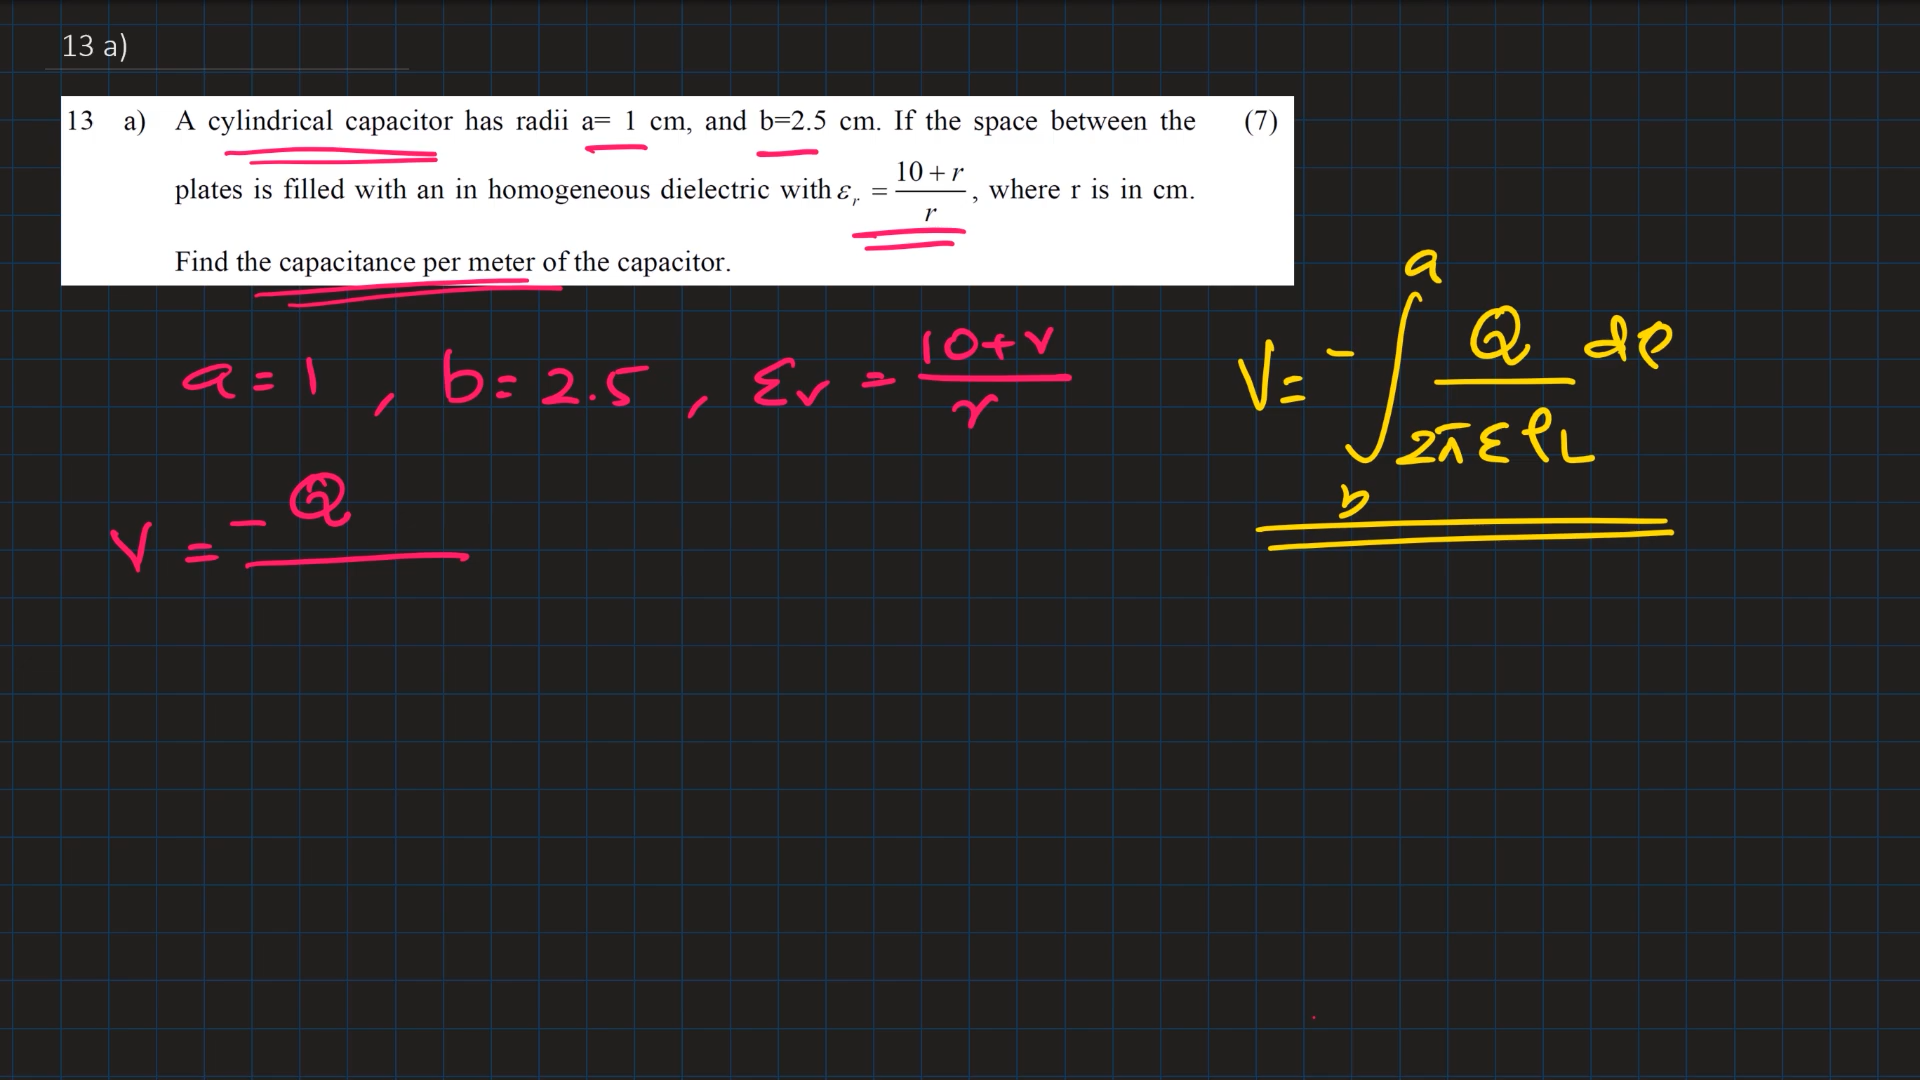 13 a)
13 a) A cylindrical capacitor has radii a= 1 cm, and b=2.5 cm. If the space between the (7)
plates is filled with an in homogeneous dielectric with εr = (10 + r)/r , where r is in cm.
Find the capacitance per meter of the capacitor.
a = 1 , b = 2.5 , εr = (10+r)/r
V = - ∫_b^a Q/(2περL) dρ
V = -Q